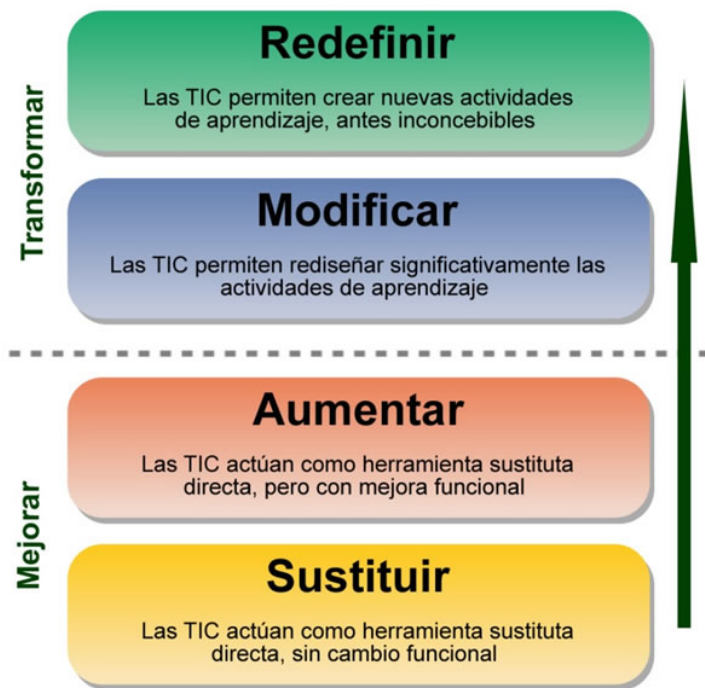 Transformar
Redefinir
Las TIC permiten crear nuevas actividades
de aprendizaje, antes inconcebibles
Modificar
Las TIC permiten rediseñar significativamente las
actividades de aprendizaje
Mejorar
Aumentar
Las TIC actúan como herramienta sustituta
directa, pero con mejora funcional
Sustituir
Las TIC actúan como herramienta sustituta
directa, sin cambio funcional